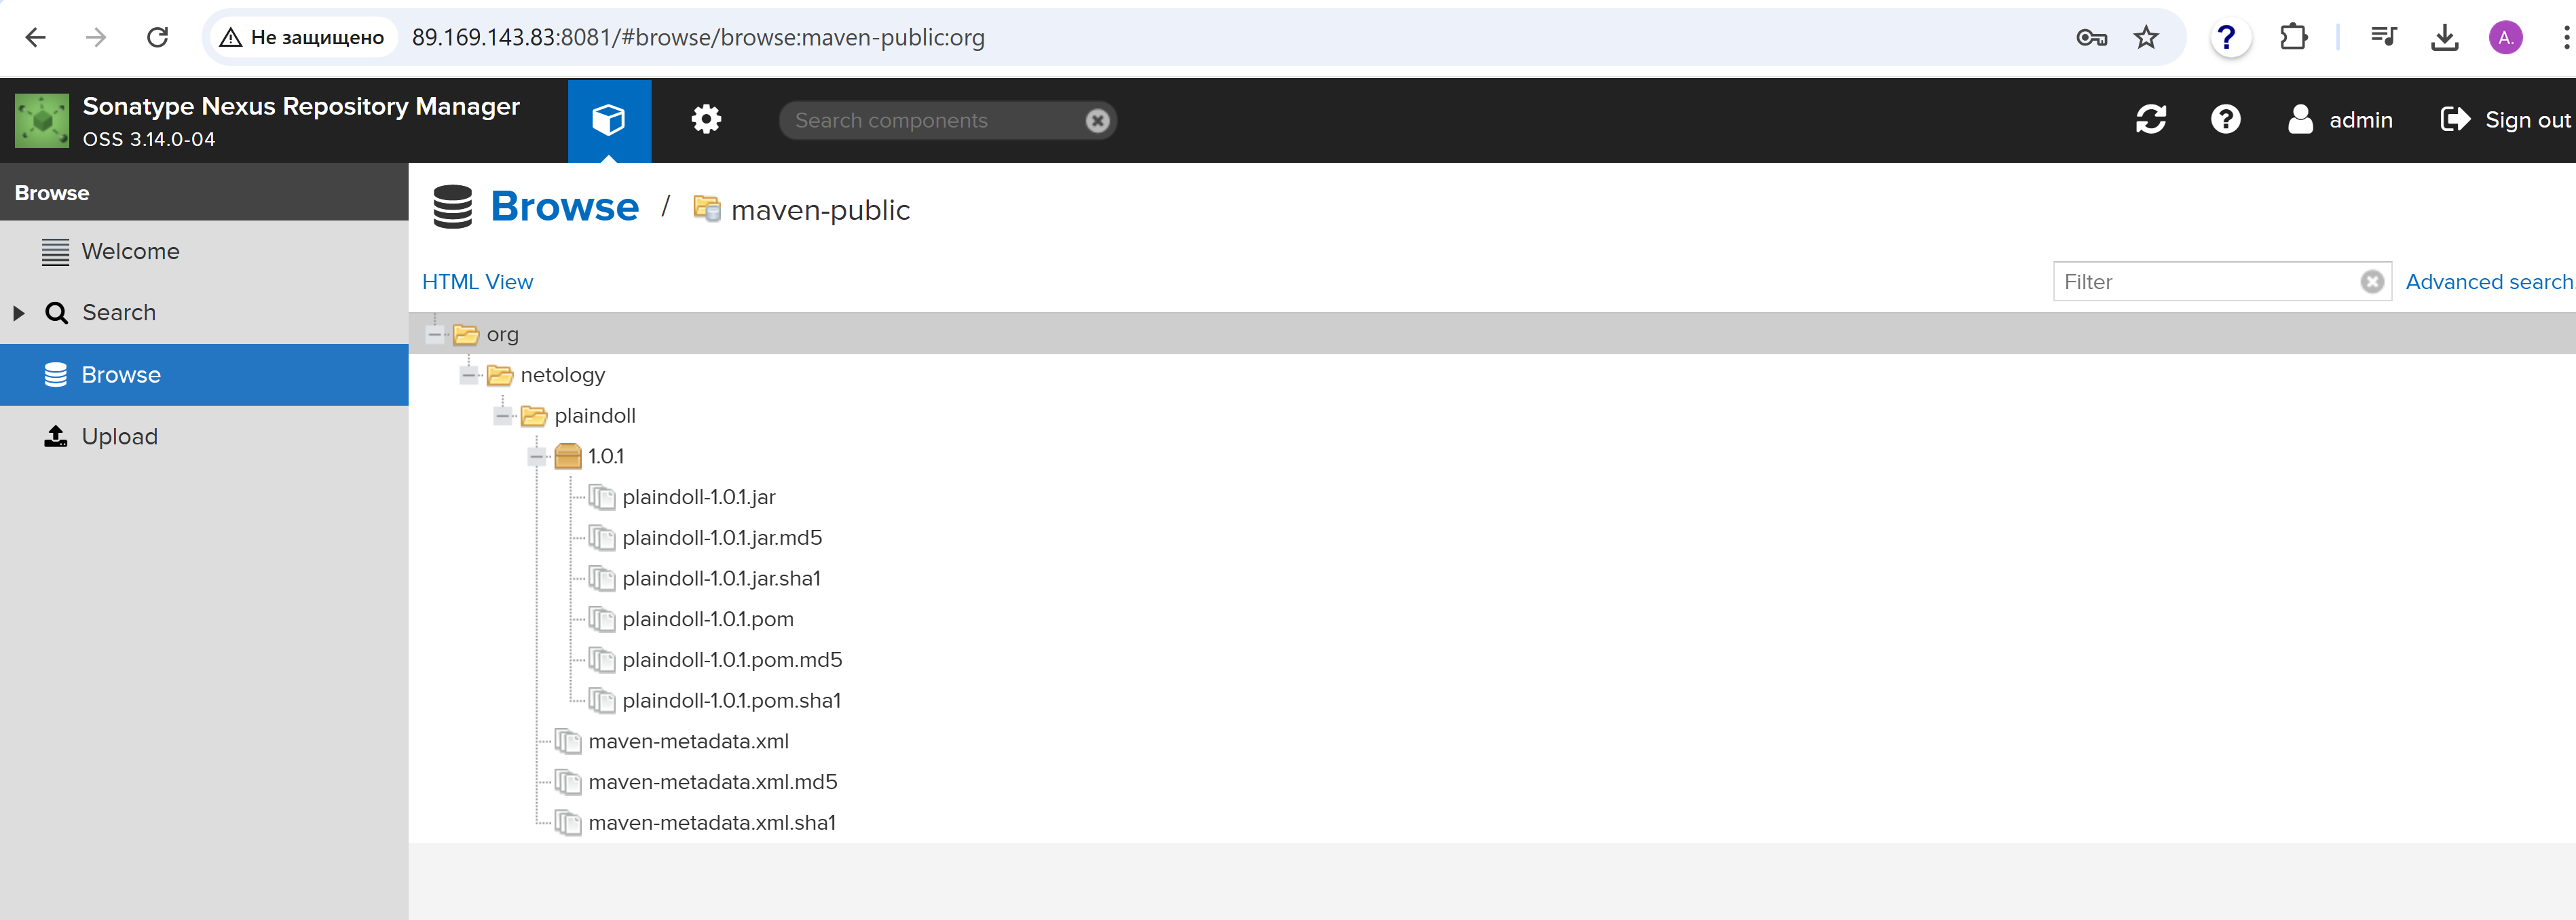 Не защищено 89.169.143.83:8081/#browse/browse:maven-public:org
? A.
Sonatype Nexus Repository Manager
OSS 3.14.0-04
Search components
? admin Sign out
Browse
Welcome
Search
Browse
Upload
Browse / maven-public
HTML View
Filter
Advanced search
org
netology
plaindoll
1.0.1
plaindoll-1.0.1.jar
plaindoll-1.0.1.jar.md5
plaindoll-1.0.1.jar.sha1
plaindoll-1.0.1.pom
plaindoll-1.0.1.pom.md5
plaindoll-1.0.1.pom.sha1
maven-metadata.xml
maven-metadata.xml.md5
maven-metadata.xml.sha1